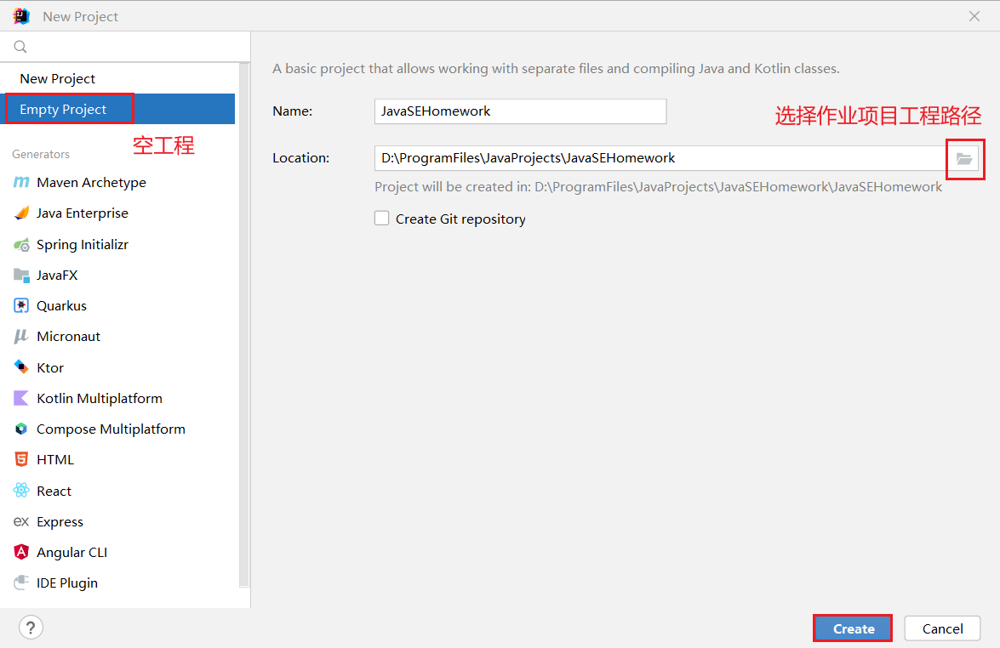 New Project
New Project
Empty Project
空工程
Generators
Maven Archetype
Java Enterprise
Spring Initializr
JavaFX
Quarkus
Micronaut
Ktor
Kotlin Multiplatform
Compose Multiplatform
HTML
React
ex Express
Angular CLI
IDE Plugin
?
A basic project that allows working with separate files and compiling Java and Kotlin classes.
Name: JavaSEHomework
选择作业项目工程路径
Location: D:\ProgramFiles\JavaProjects\JavaSEHomework
Project will be created in: D:\ProgramFiles\JavaProjects\JavaSEHomework\JavaSEHomework
Create Git repository
Create Cancel